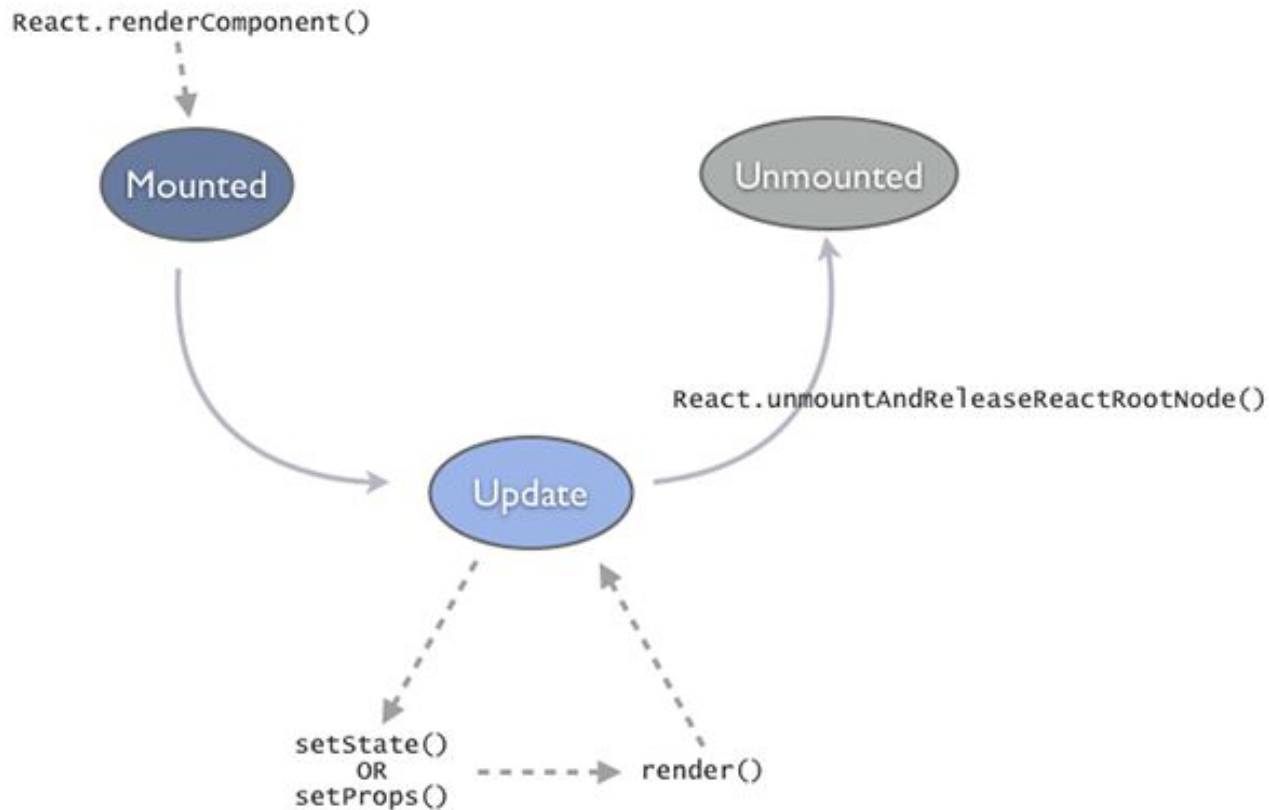 React.renderComponent()
Mounted
Unmounted
React.unmountAndReleaseReactRootNode()
Update
setState()
OR
setProps()
render()